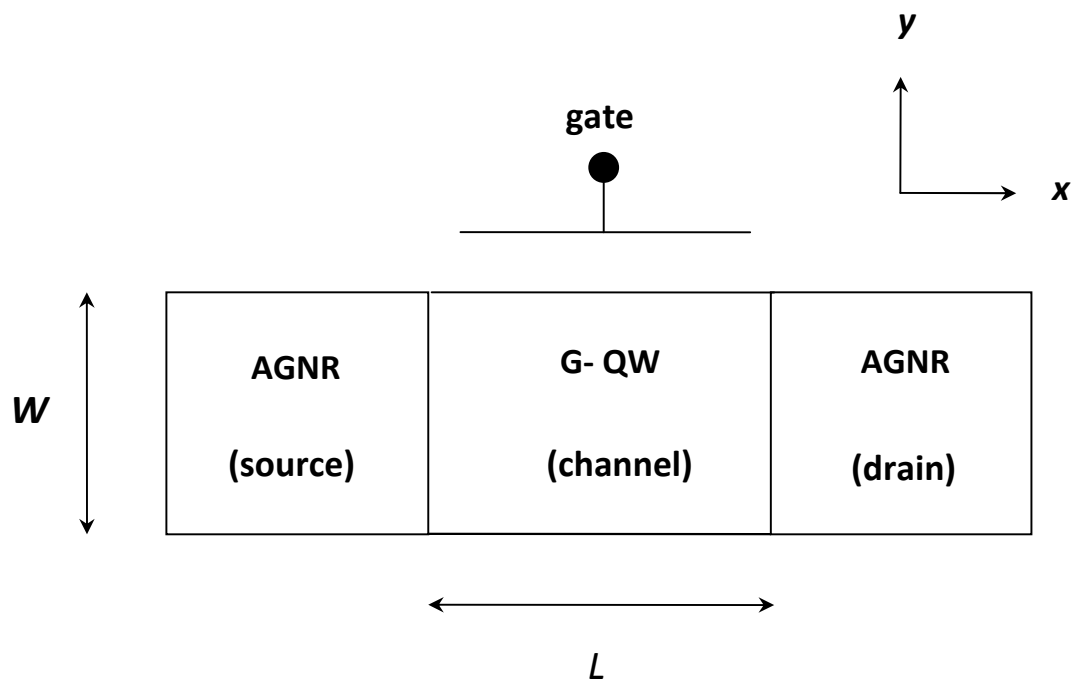 y
gate
x
AGNR
G- QW
AGNR
W
(source)
(channel)
(drain)
L